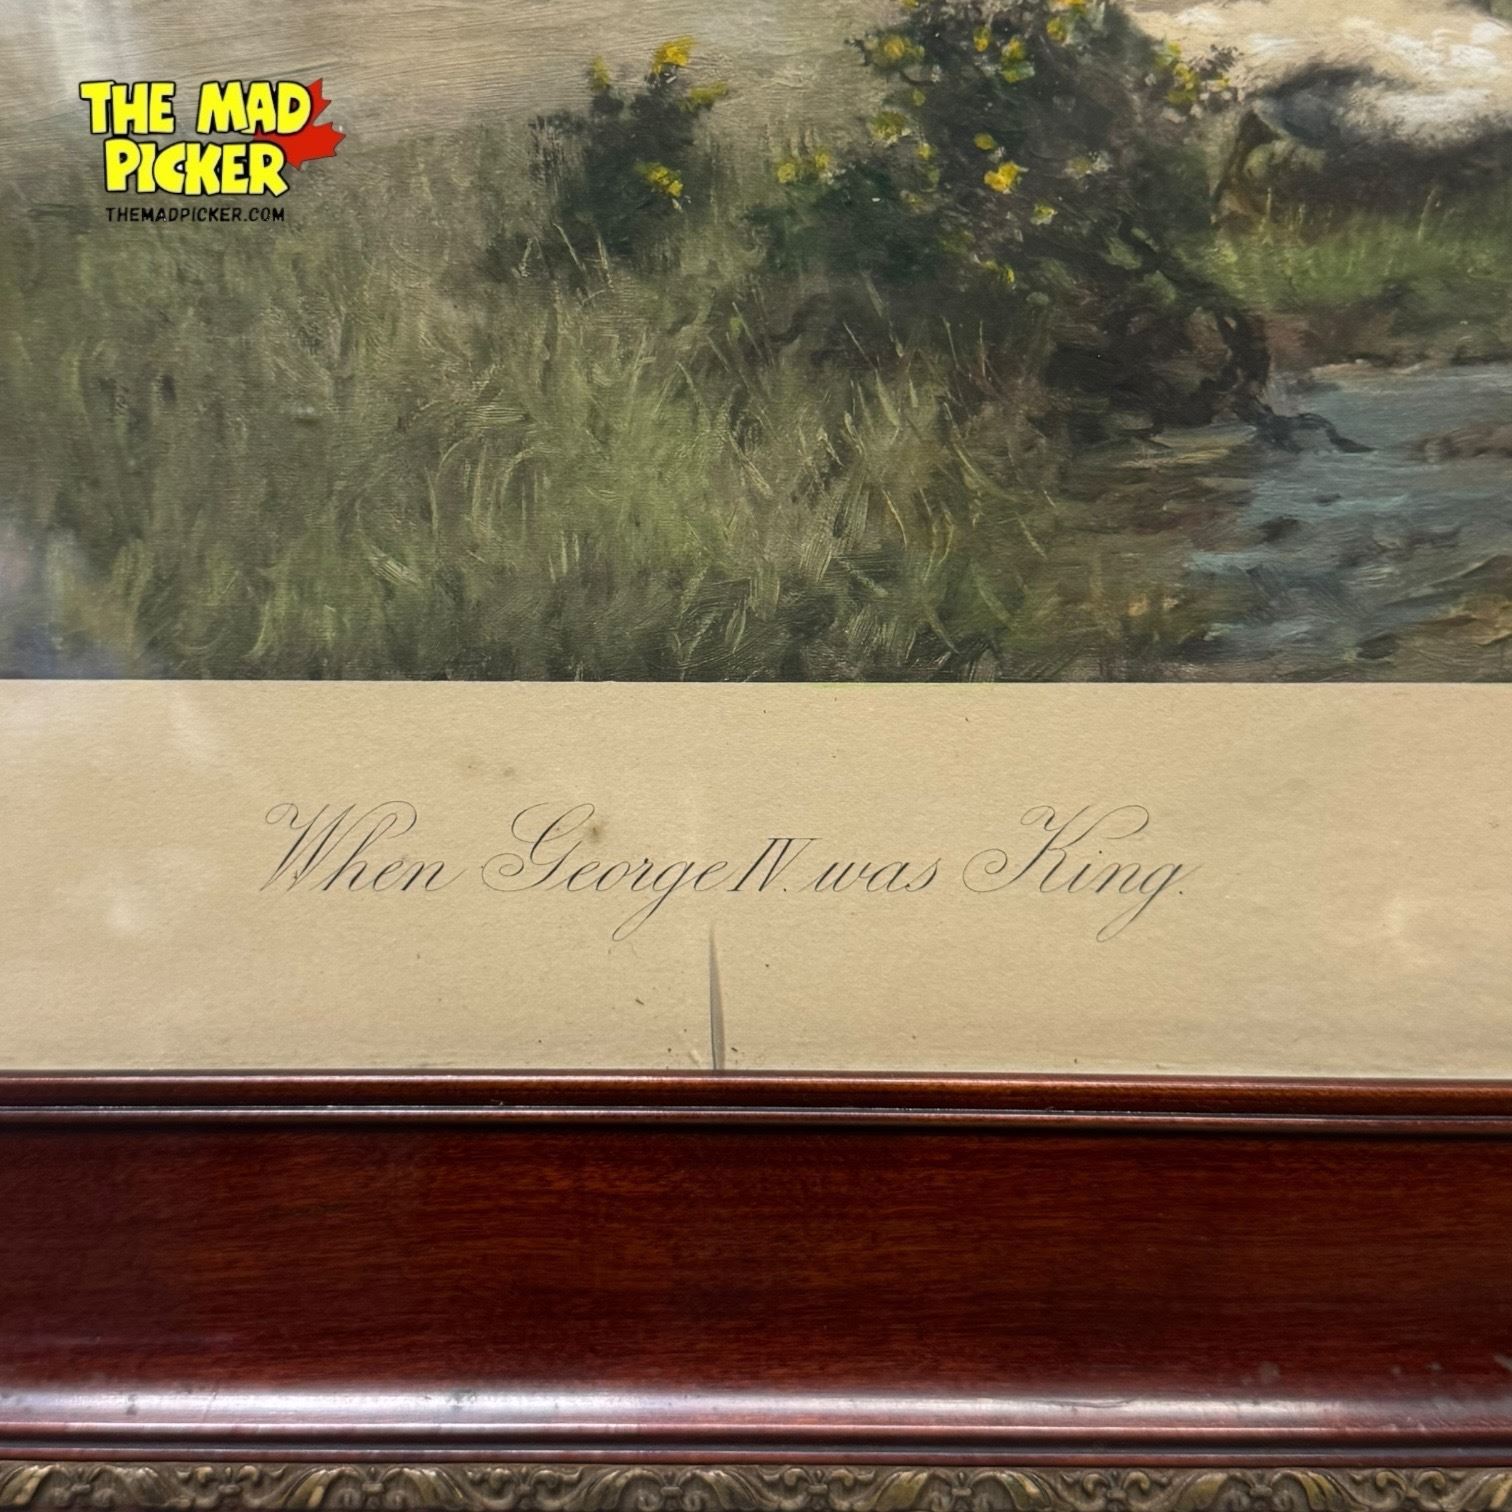 THE MAD
PICKER
THEMADPICKER.COM
When George IV. was King.